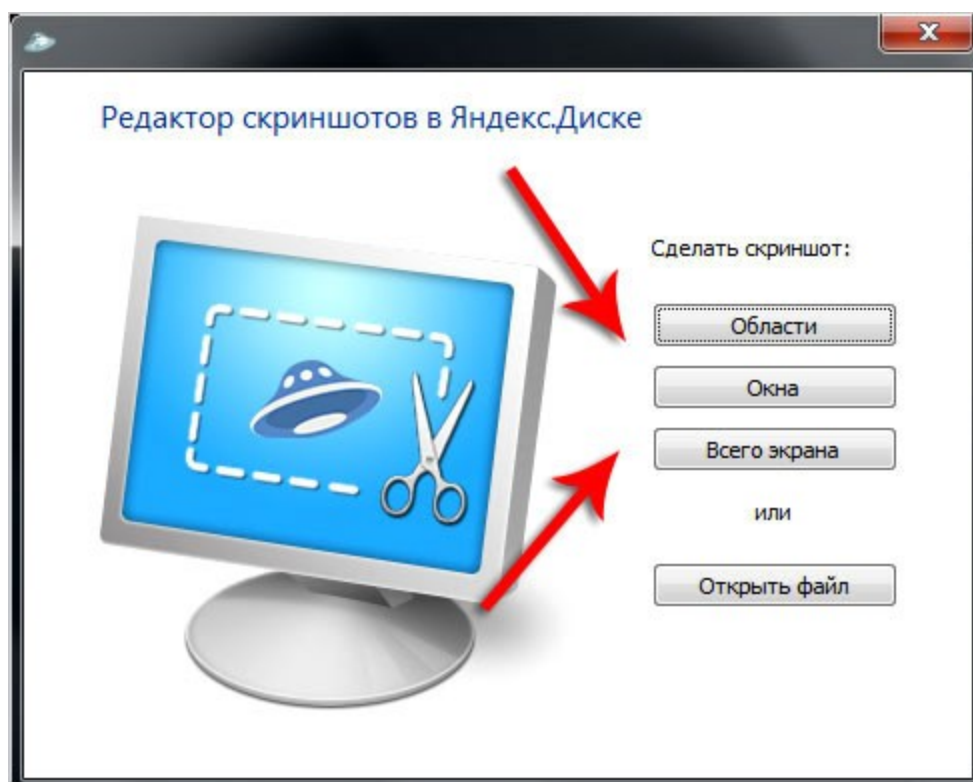 Редактор скриншотов в Яндекс.Диске
Сделать скриншот:
Области
Окна
Всего экрана
или
Открыть файл